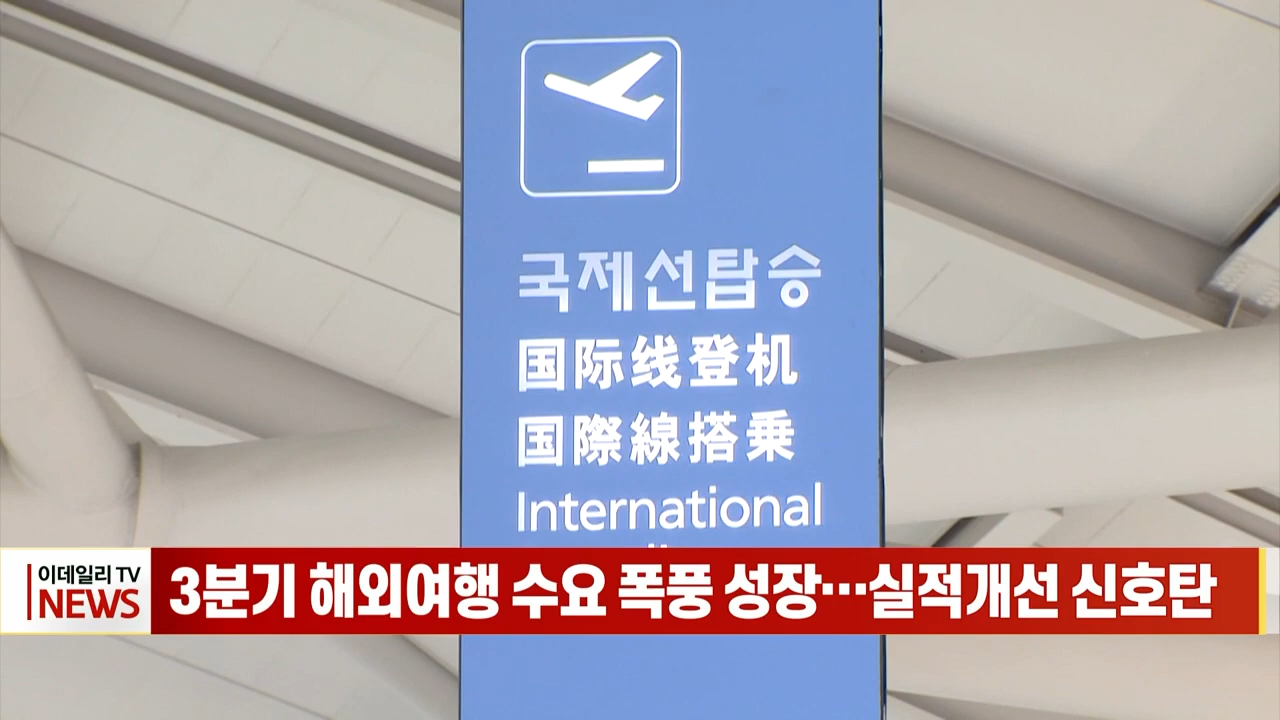 국제선탑승
国际线登机
国際線搭乗
International
이데일리 TV
NEWS
3분기 해외여행 수요 폭풍 성장…실적개선 신호탄